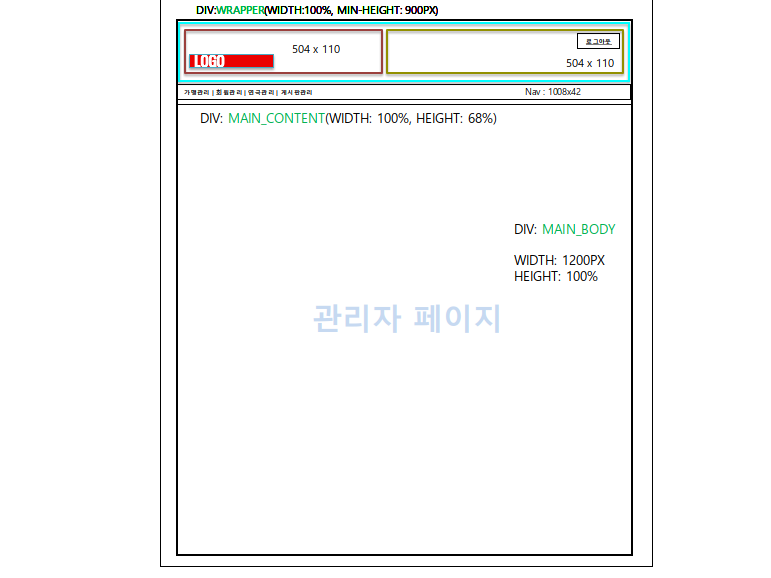 DIV:WRAPPER(WIDTH:100%, MIN-HEIGHT: 900PX)
로그아웃
504 x 110
LOGO
504 x 110
가맹관리 | 회원관리 | 연극관리 | 게시판관리
Nav : 1008x42
DIV: MAIN_CONTENT(WIDTH: 100%, HEIGHT: 68%)
DIV: MAIN_BODY
WIDTH: 1200PX
HEIGHT: 100%
관리자 페이지